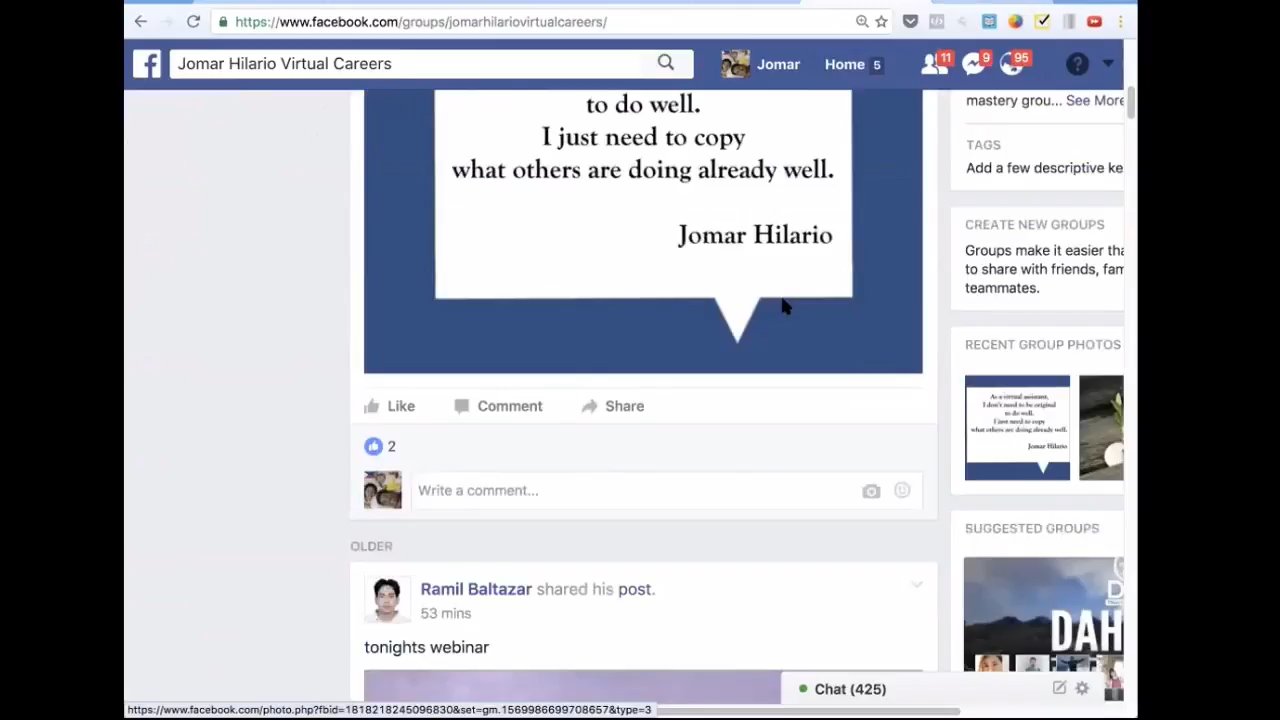 https://www.facebook.com/groups/jomarhilariovirtualcareers/
Jomar Hilario Virtual Careers
Jomar
Home 5
11
9
95
to do well.
I just need to copy
what others are doing already well.
Jomar Hilario
Like
Comment
Share
2
Write a comment...
OLDER
Ramil Baltazar shared his post.
53 mins
tonights webinar
mastery grou... See More
TAGS
Add a few descriptive ke
CREATE NEW GROUPS
Groups make it easier tha
to share with friends, fam
teammates.
RECENT GROUP PHOTOS
As a virtual assistant,
I don't need to be original
to do well.
I just need to copy
what others are doing already well.
Jomar Hilario
SUGGESTED GROUPS
DAH
Chat (425)
https://www.facebook.com/photo.php?fbid=1818218245096830&set=gm.1569986699708657&type=3